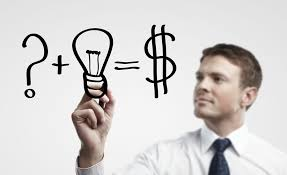 ? + = $